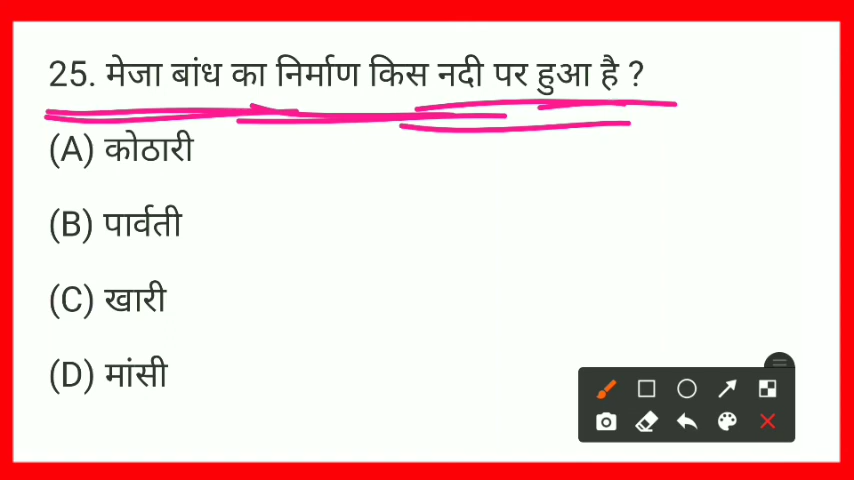 25. मेजा बांध का निर्माण किस नदी पर हुआ है ?
(A) कोठारी
(B) पार्वती
(C) खारी
(D) मांसी